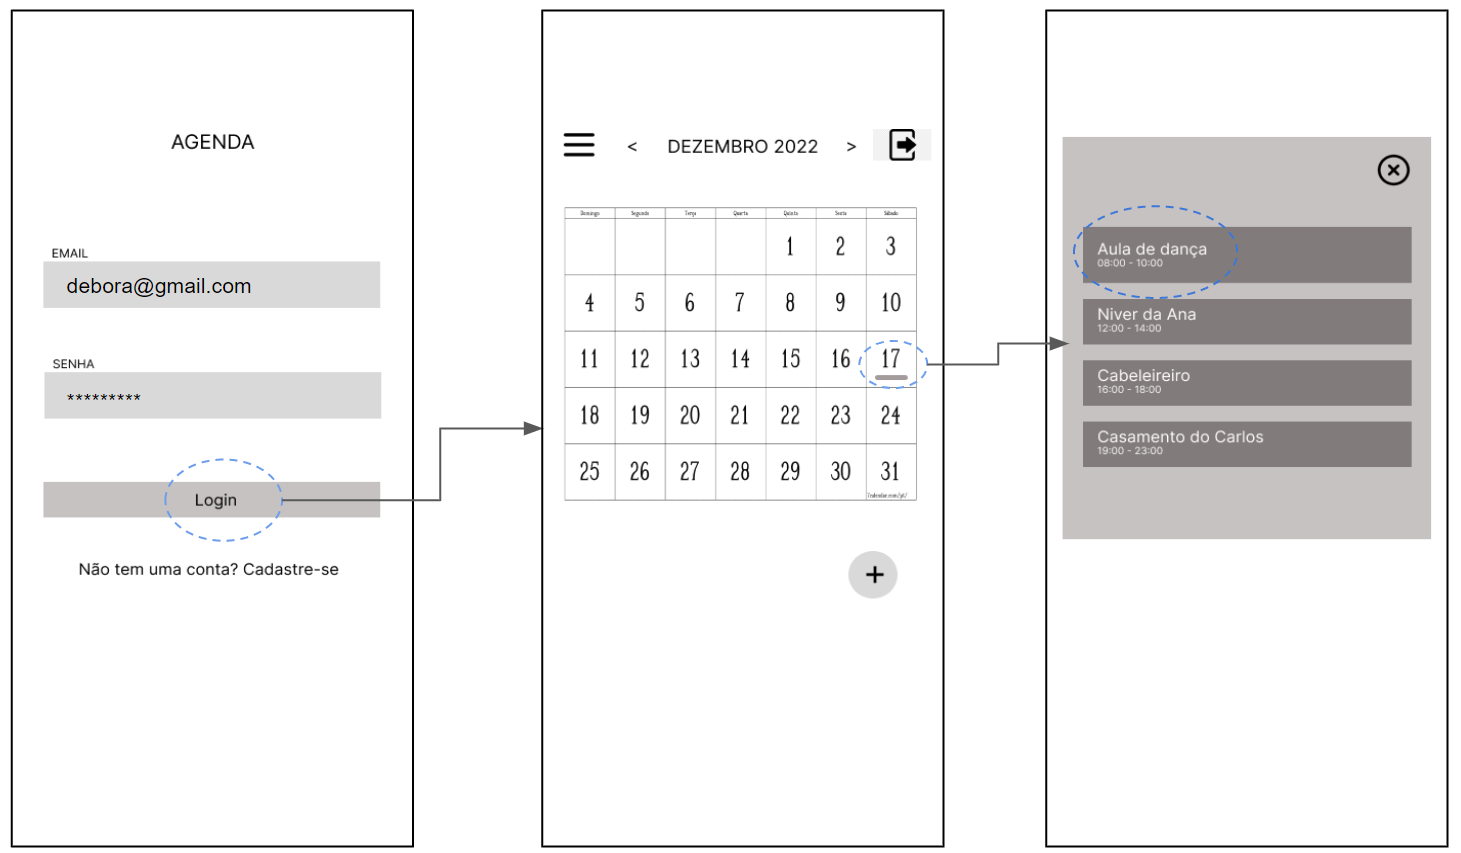 AGENDA
EMAIL
debora@gmail.com
SENHA
*********
Login
Não tem uma conta? Cadastre-se
< DEZEMBRO 2022 >
Domingo Segunda Terça Quarta Quinta Sexta Sábado
1 2 3
4 5 6 7 8 9 10
11 12 13 14 15 16 17
18 19 20 21 22 23 24
25 26 27 28 29 30 31
+
Aula de dança
08:00 - 10:00
Niver da Ana
12:00 - 14:00
Cabeleireiro
16:00 - 18:00
Casamento do Carlos
19:00 - 23:00